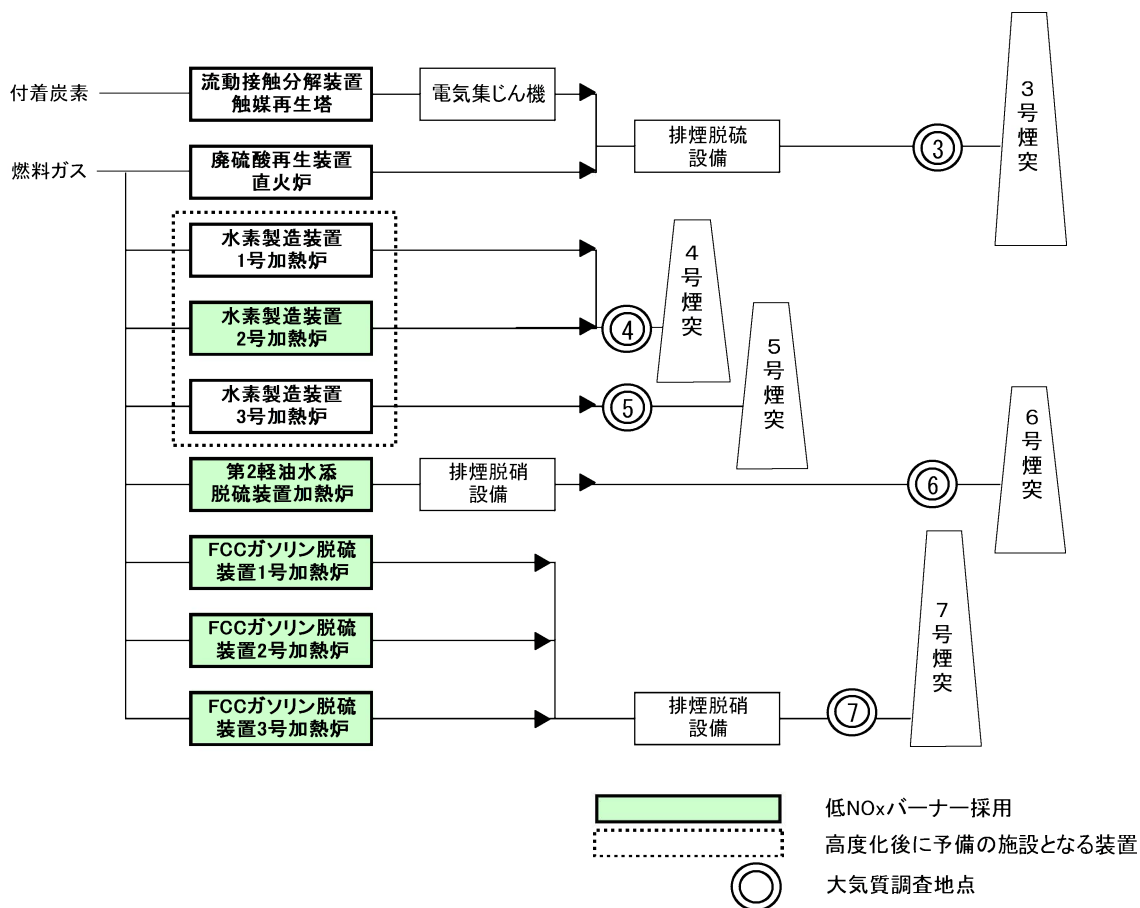 付着炭素
流動接触分解装置
触媒再生塔
電気集じん機
燃料ガス
廃硫酸再生装置
直火炉
排煙脱硫
設備
③
3号煙突
水素製造装置
1号加熱炉
水素製造装置
2号加熱炉
④
4号煙突
水素製造装置
3号加熱炉
⑤
5号煙突
第2軽油水添
脱硫装置加熱炉
排煙脱硝
設備
⑥
6号煙突
FCCガソリン脱硫
装置1号加熱炉
FCCガソリン脱硫
装置2号加熱炉
FCCガソリン脱硫
装置3号加熱炉
排煙脱硝
設備
⑦
7号煙突
低NOxバーナー採用
高度化後に予備の施設となる装置
大気質調査地点